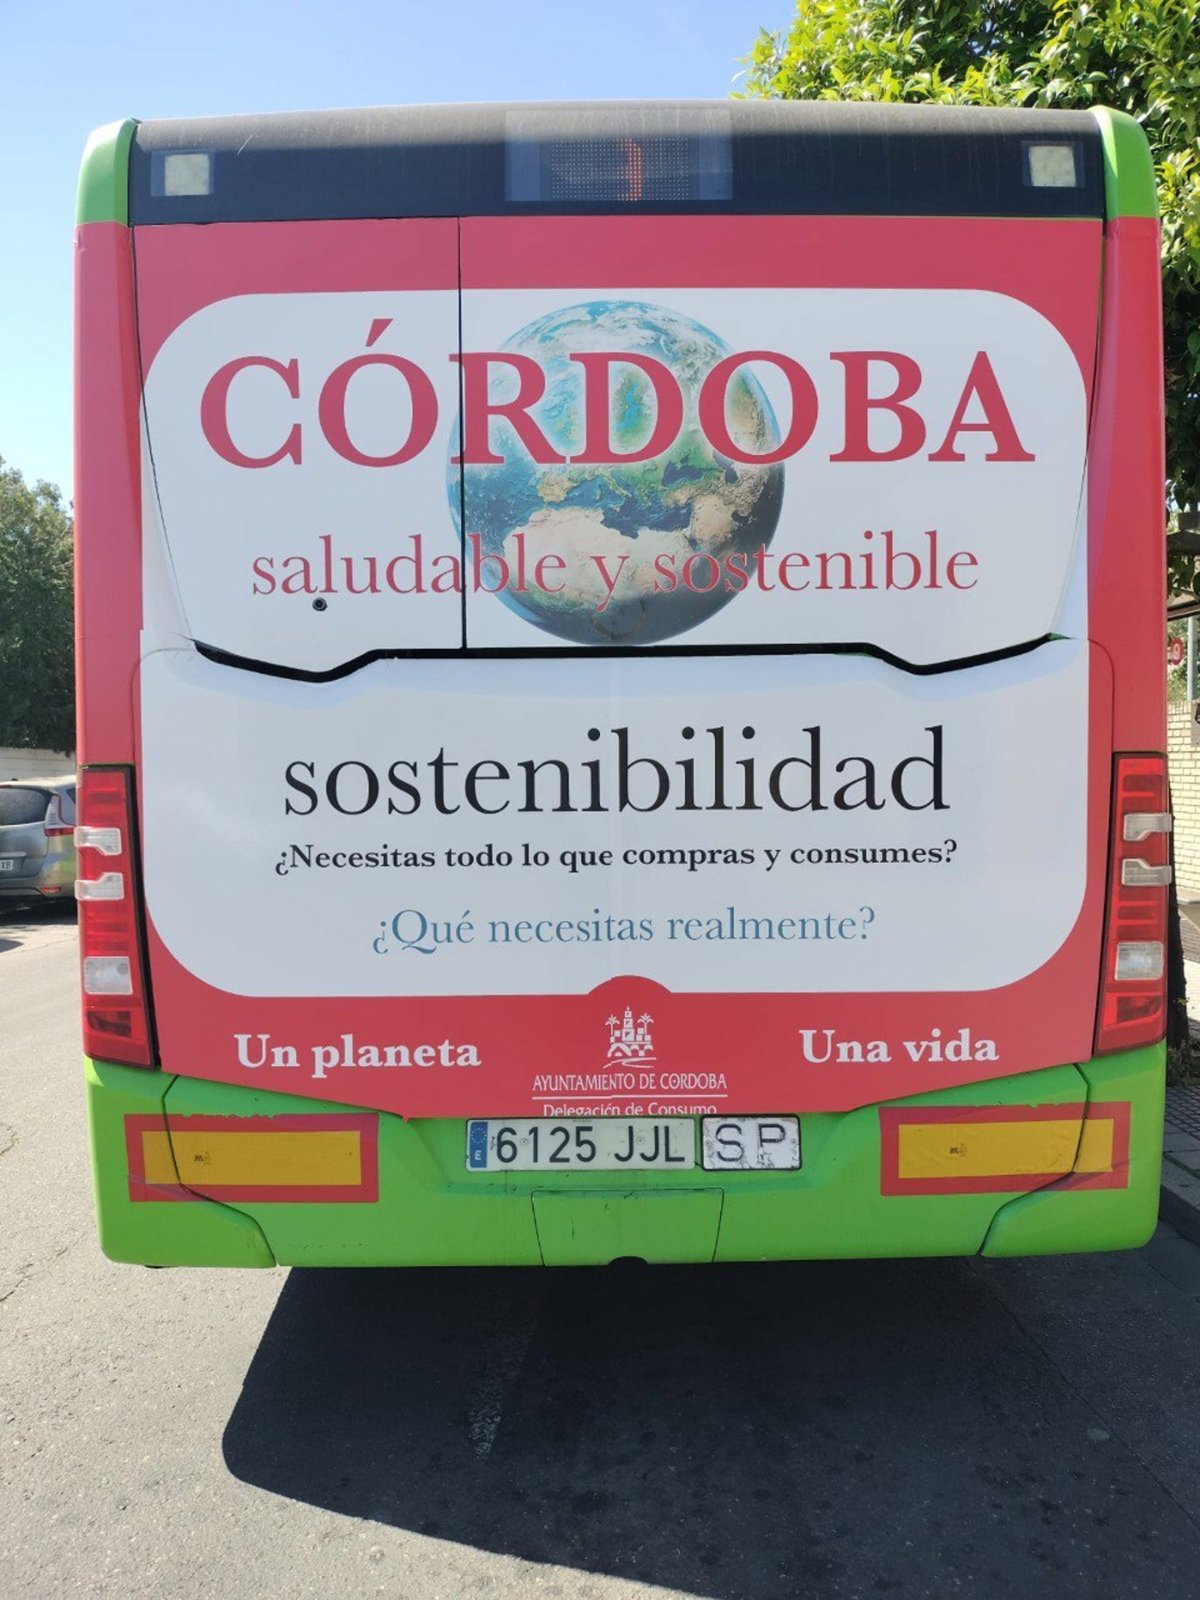 CÓRDOBA
saludable y sostenible
sostenibilidad
¿Necesitas todo lo que compras y consumes?
¿Qué necesitas realmente?
Un planeta
Una vida
AYUNTAMIENTO DE CÓRDOBA
Delegación de Consumo
E 6125 JJL SP